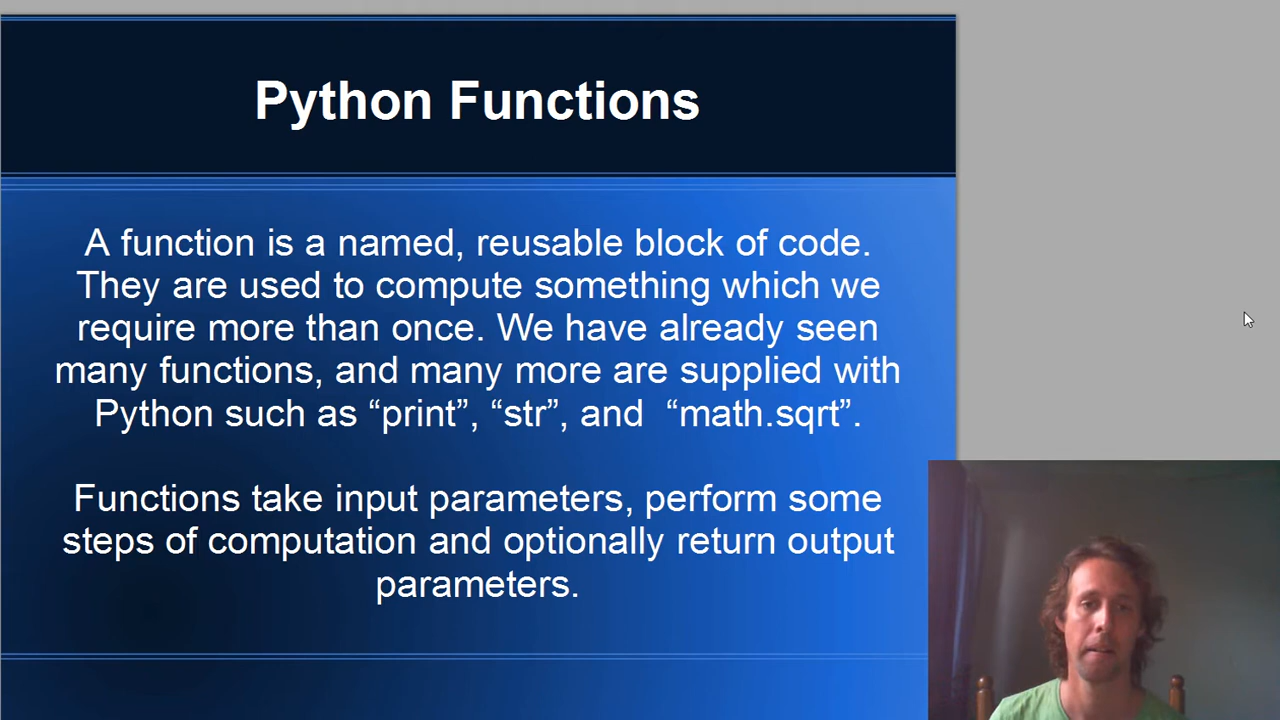 Python Functions
A function is a named, reusable block of code.
They are used to compute something which we
require more than once. We have already seen
many functions, and many more are supplied with
Python such as “print”, “str”, and  “math.sqrt”.
Functions take input parameters, perform some
steps of computation and optionally return output
parameters.